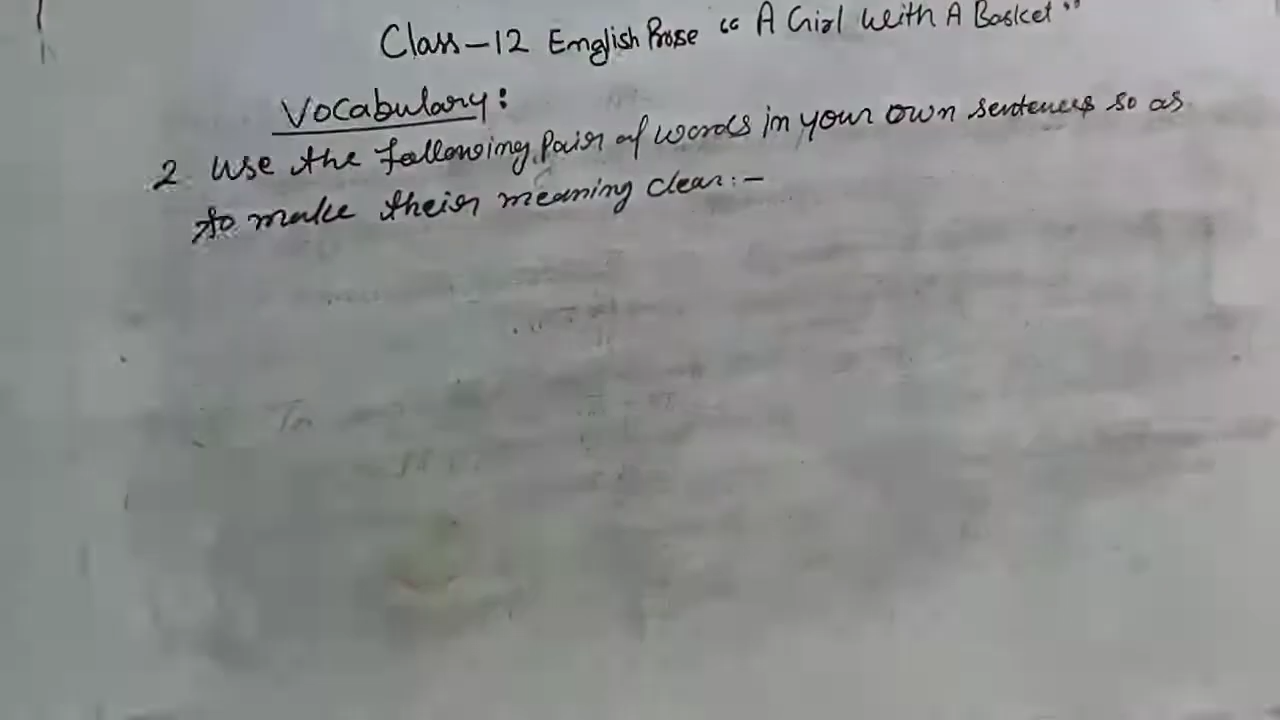 Class-12 English Prose "A Girl With A Basket"
Vocabulary:
2 Use the following Pair of words in your own sentences so as
to make their meaning clear:-